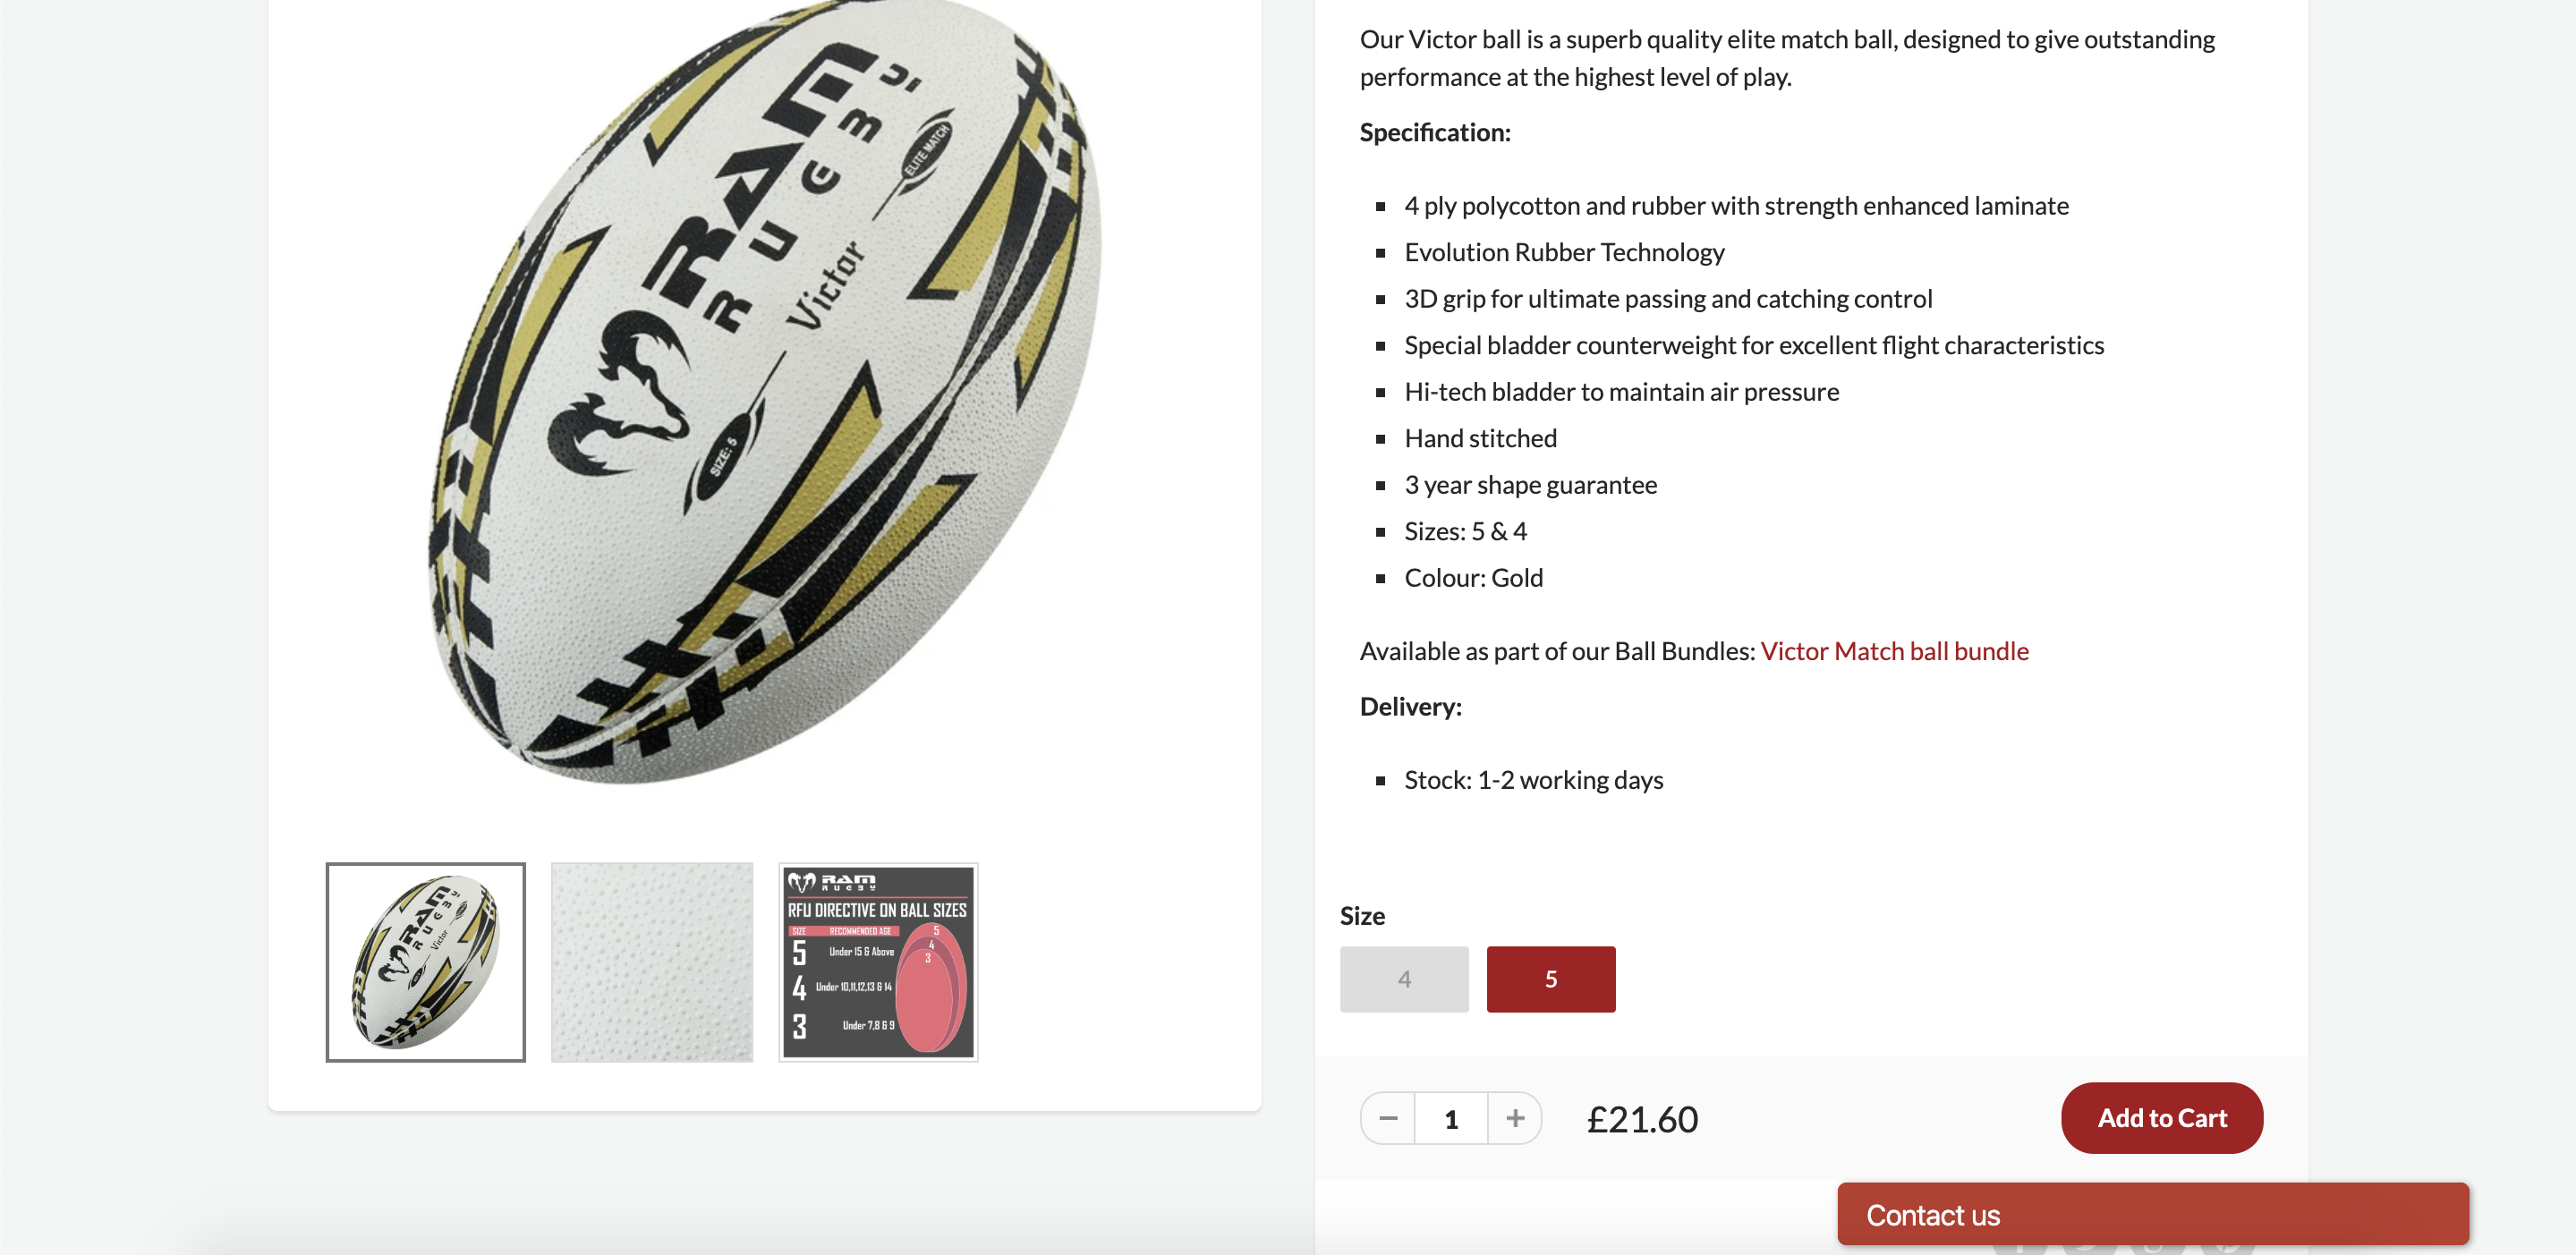 RAM
RUGBY
ELITE MATCH
Victor
SIZE: 5
RAM
RUGBY
Victor
RAM
RUGBY
RFU DIRECTIVE ON BALL SIZES
SIZE RECOMMENDED AGE
5 Under 15 & Above
4 Under 10,11,12,13 & 14
3 Under 7,8 & 9
5
4
3
Our Victor ball is a superb quality elite match ball, designed to give outstanding
performance at the highest level of play.
Specification:
4 ply polycotton and rubber with strength enhanced laminate
Evolution Rubber Technology
3D grip for ultimate passing and catching control
Special bladder counterweight for excellent flight characteristics
Hi-tech bladder to maintain air pressure
Hand stitched
3 year shape guarantee
Sizes: 5 & 4
Colour: Gold
Available as part of our Ball Bundles: Victor Match ball bundle
Delivery:
Stock: 1-2 working days
Size
4 5
− 1 + £21.60 Add to Cart
Contact us